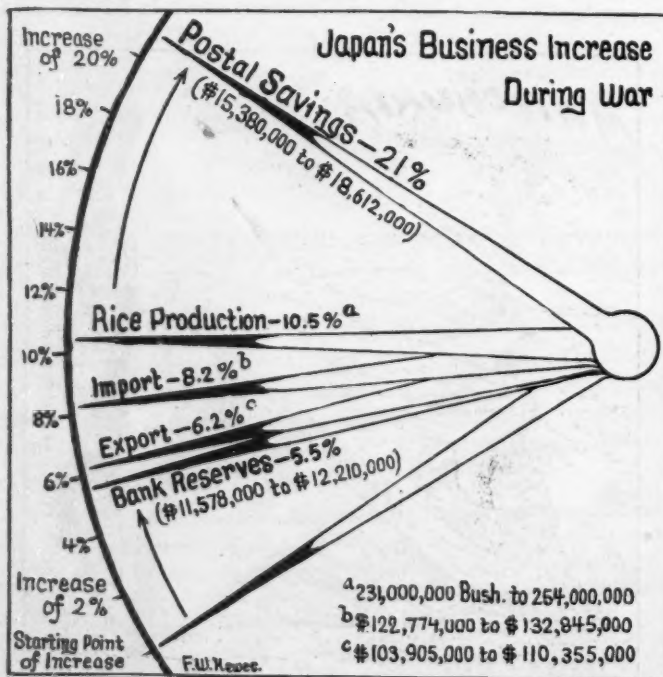 Japan's Business Increase
During War
Increase
of 20%
18%
16%
14%
12%
10%
8%
6%
4%
Increase
of 2%
Starting Point
of Increase
Postal Savings-21%
($15,380,000 to $18,612,000)
Rice Production-10.5%ᵃ
Import-8.2%ᵇ
Export-6.2%ᶜ
Bank Reserves-5.5%
($11,578,000 to $12,210,000)
ᵃ 231,000,000 Bush. to 254,000,000
ᵇ $122,774,000 to $132,845,000
ᶜ $103,905,000 to $110,355,000
F.W.